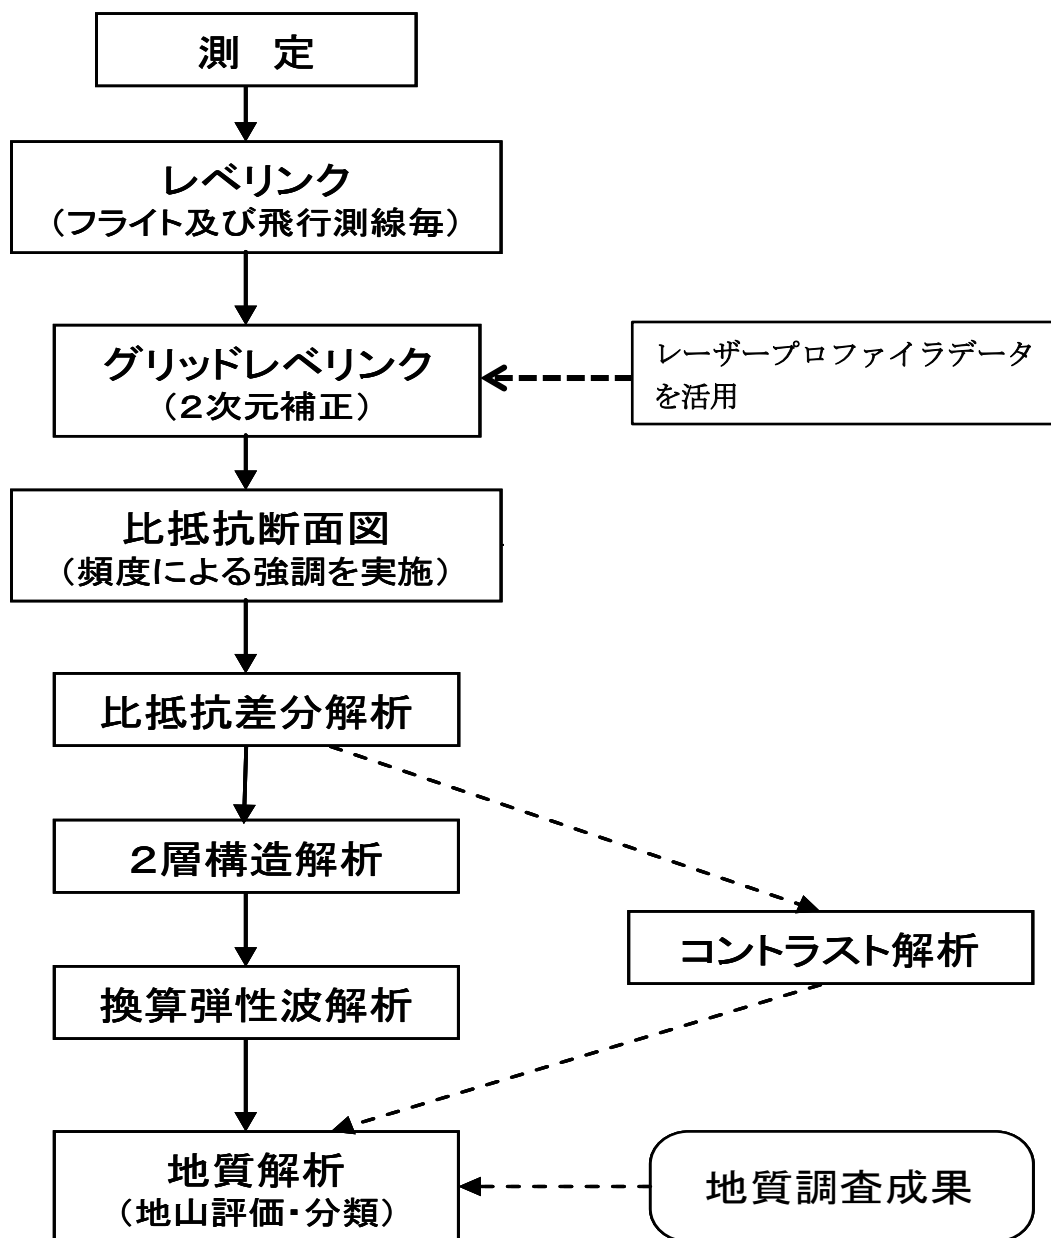 測 定
レベリンク
(フライト及び飛行測線毎)
グリッドレベリンク
(2次元補正)
レーザープロファイラデータ
を活用
比抵抗断面図
(頻度による強調を実施)
比抵抗差分解析
2層構造解析
コントラスト解析
換算弾性波解析
地質解析
(地山評価・分類)
地質調査成果